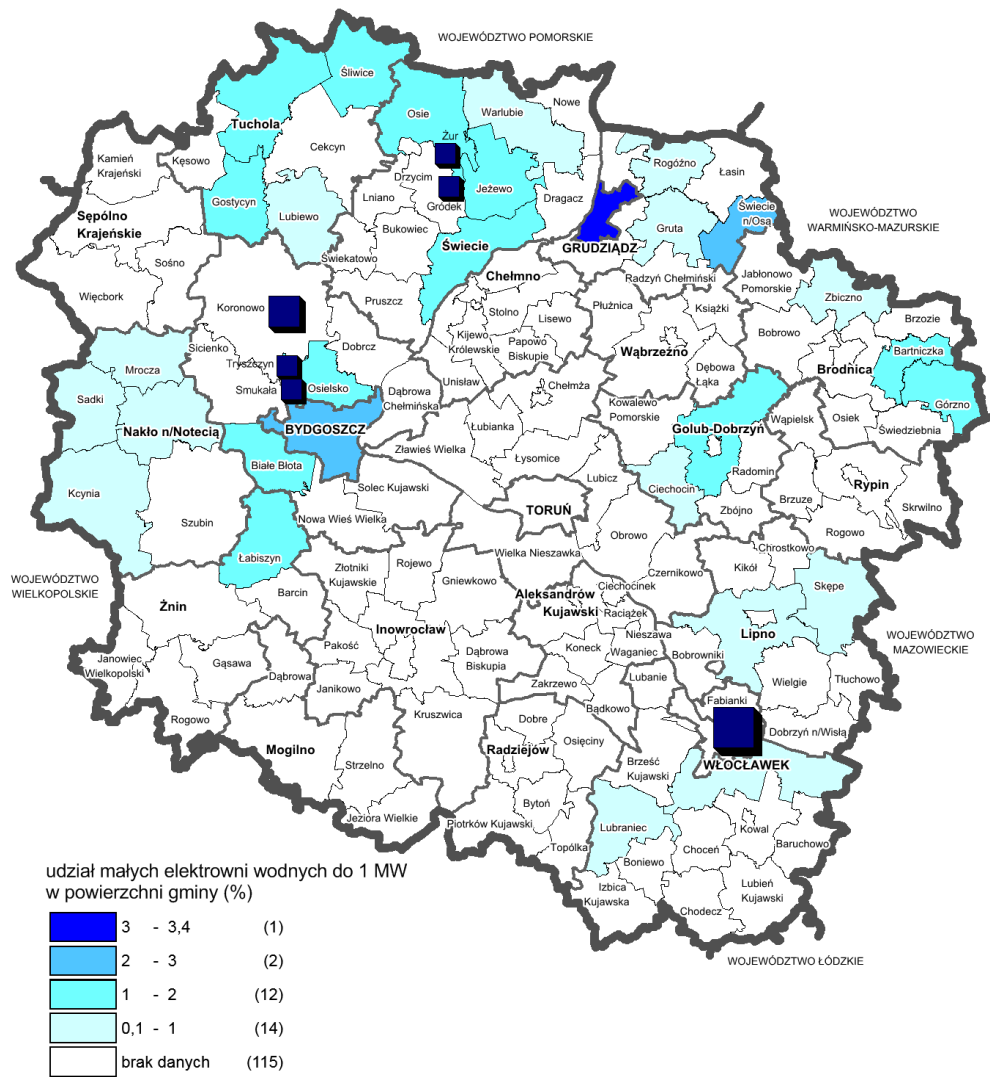 WOJEWÓDZTWO POMORSKIE
Śliwice
Osie
Warlubie
Nowe
Tuchola
Żur
Cekcyn
Kamień
Krajeński
Kęsowo
Rogóźno
Łasin
Drzycim
Jeżewo
Lniano
Dragacz
Gostycyn
Lubiewo
Gródek
Świecie
n/Osą
WOJEWÓDZTWO
WARMIŃSKO-MAZURSKIE
Sępólno
Krajeńskie
Bukowiec
Gruta
Świecie
GRUDZIĄDZ
Świekatowo
Sośno
Chełmno
Radzyń Chełmiński
Jabłonowo
Pomorskie
Więcbork
Pruszcz
Płużnica
Książki
Zbiczno
Koronowo
Stolno
Lisewo
Brzozie
Kijewo
Królewskie
Papowo
Biskupie
Bobrowo
Sicienko
Dobrcz
Wąbrzeźno
Bartniczka
Mrocza
Tryszczyn
Dębowa
Łąka
Brodnica
Unisław
Chełmża
Smukała
Osielsko
Dąbrowa
Chełmińska
Sadki
Kowalewo
Pomorskie
Górzno
Wąpielsk
Osiek
Świedziebnia
Nakło n/Notecią
BYDGOSZCZ
Łubianka
Golub-Dobrzyń
Zławieś Wielka
Łysomice
Białe Błota
Radomin
Kcynia
Solec Kujawski
Lubicz
Ciechocin
Rypin
Brzuze
Skrwilno
Szubin
Nowa Wieś Wielka
TORUŃ
Zbójno
Rogowo
Obrowo
Łabiszyn
Wielka Nieszawka
Chrostkowo
WOJEWÓDZTWO
WIELKOPOLSKIE
Złotniki
Kujawskie
Rojewo
Gniewkowo
Czernikowo
Kikół
Skępe
Barcin
Aleksandrów
Kujawski
Ciechocinek
Raciążek
Żnin
Inowrocław
Nieszawa
Lipno
WOJEWÓDZTWO
MAZOWIECKIE
Pakość
Dąbrowa
Biskupia
Koneck
Waganiec
Bobrowniki
Janowiec
Wielkopolski
Gąsawa
Dąbrowa
Janikowo
Zakrzewo
Lubanie
Wielgie
Tłuchowo
Fabianki
Rogowo
Kruszwica
Dobre
Bądkowo
Dobrzyń n/Wisłą
Mogilno
Radziejów
Osięciny
Strzelno
Brześć
Kujawski
WŁOCŁAWEK
Bytoń
Jeziora Wielkie
Piotrków Kujawski
Lubraniec
Kowal
Topólka
Choceń
Baruchowo
Boniewo
Izbica
Kujawska
Lubień
Kujawski
Chodecz
WOJEWÓDZTWO ŁÓDZKIE
udział małych elektrowni wodnych do 1 MW
w powierzchni gminy (%)
3 - 3,4 (1)
2 - 3 (2)
1 - 2 (12)
0,1 - 1 (14)
brak danych (115)